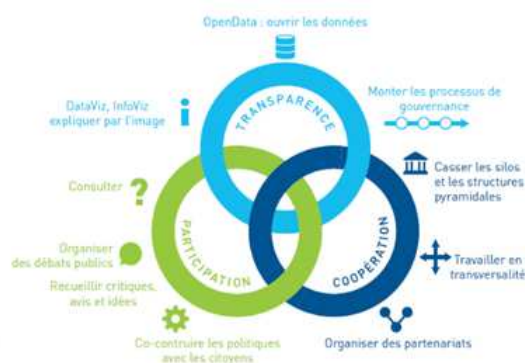 OpenData : ouvrir les données
DataViz, InfoViz
expliquer par l'image
Monter les processus de
gouvernance
TRANSPARENCE
Consulter
Casser les silos
et les structures
pyramidales
PARTICIPATION
COOPÉRATION
Organiser
des débats publics
Travailler en
transversalité
Recueillir critiques,
avis et idées
Co-construire les politiques
avec les citoyens
Organiser des partenariats